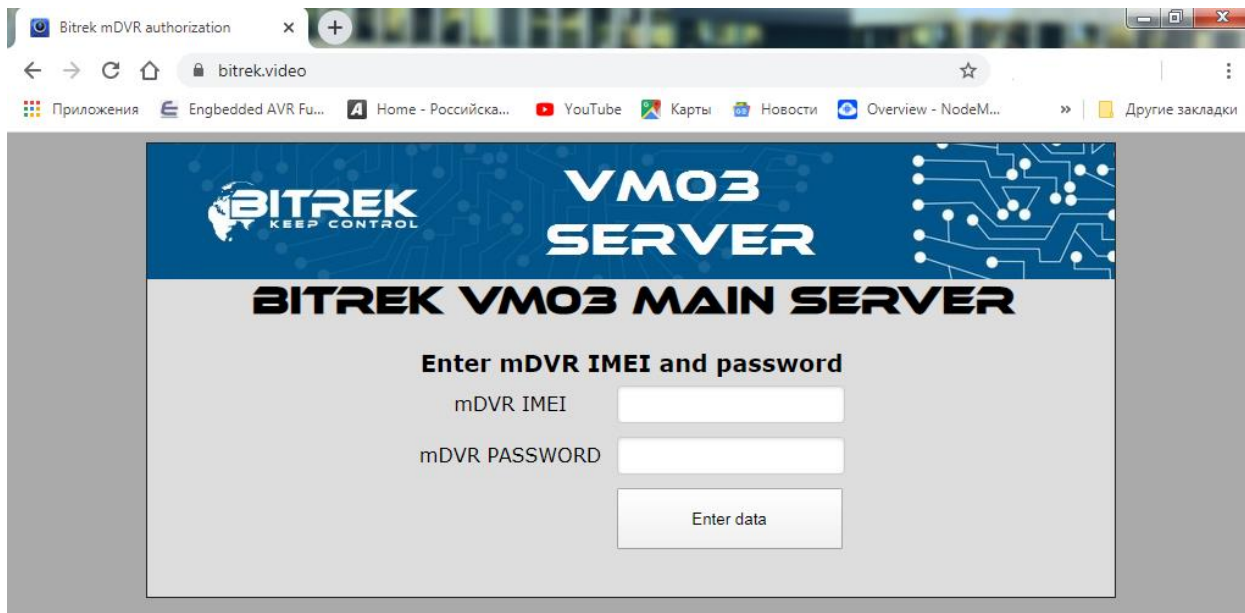 Bitrek mDVR authorization
bitrek.video
Приложения Engbedded AVR Fu... Home - Российска... YouTube Карты Новости Overview - NodeM... » Другие закладки
BITREK
KEEP CONTROL
VM03
SERVER
BITREK VM03 MAIN SERVER
Enter mDVR IMEI and password
mDVR IMEI
mDVR PASSWORD
Enter data